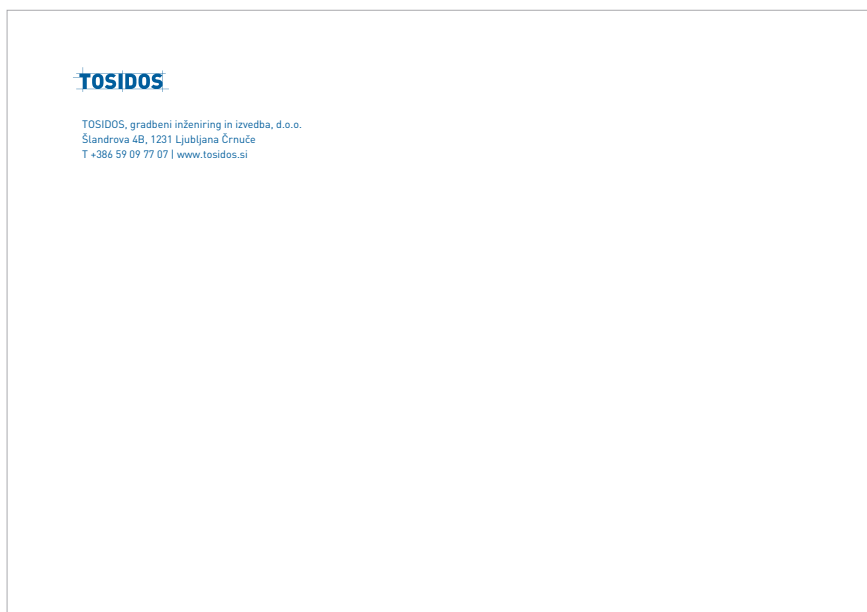 TOSIDOS
TOSIDOS, gradbeni inženiring in izvedba, d.o.o.
Šlandrova 4B, 1231 Ljubljana Črnuče
T +386 59 09 77 07 | www.tosidos.si